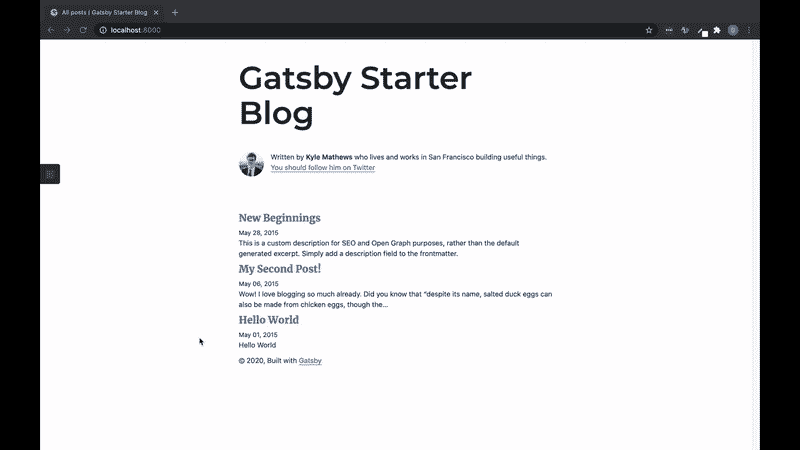 All posts | Gatsby Starter Blog
localhost:8000
Gatsby Starter
Blog
Written by Kyle Mathews who lives and works in San Francisco building useful things.
You should follow him on Twitter
New Beginnings
May 28, 2015
This is a custom description for SEO and Open Graph purposes, rather than the default
generated excerpt. Simply add a description field to the frontmatter.
My Second Post!
May 06, 2015
Wow! I love blogging so much already. Did you know that “despite its name, salted duck eggs can
also be made from chicken eggs, though the…
Hello World
May 01, 2015
Hello World
© 2020, Built with Gatsby